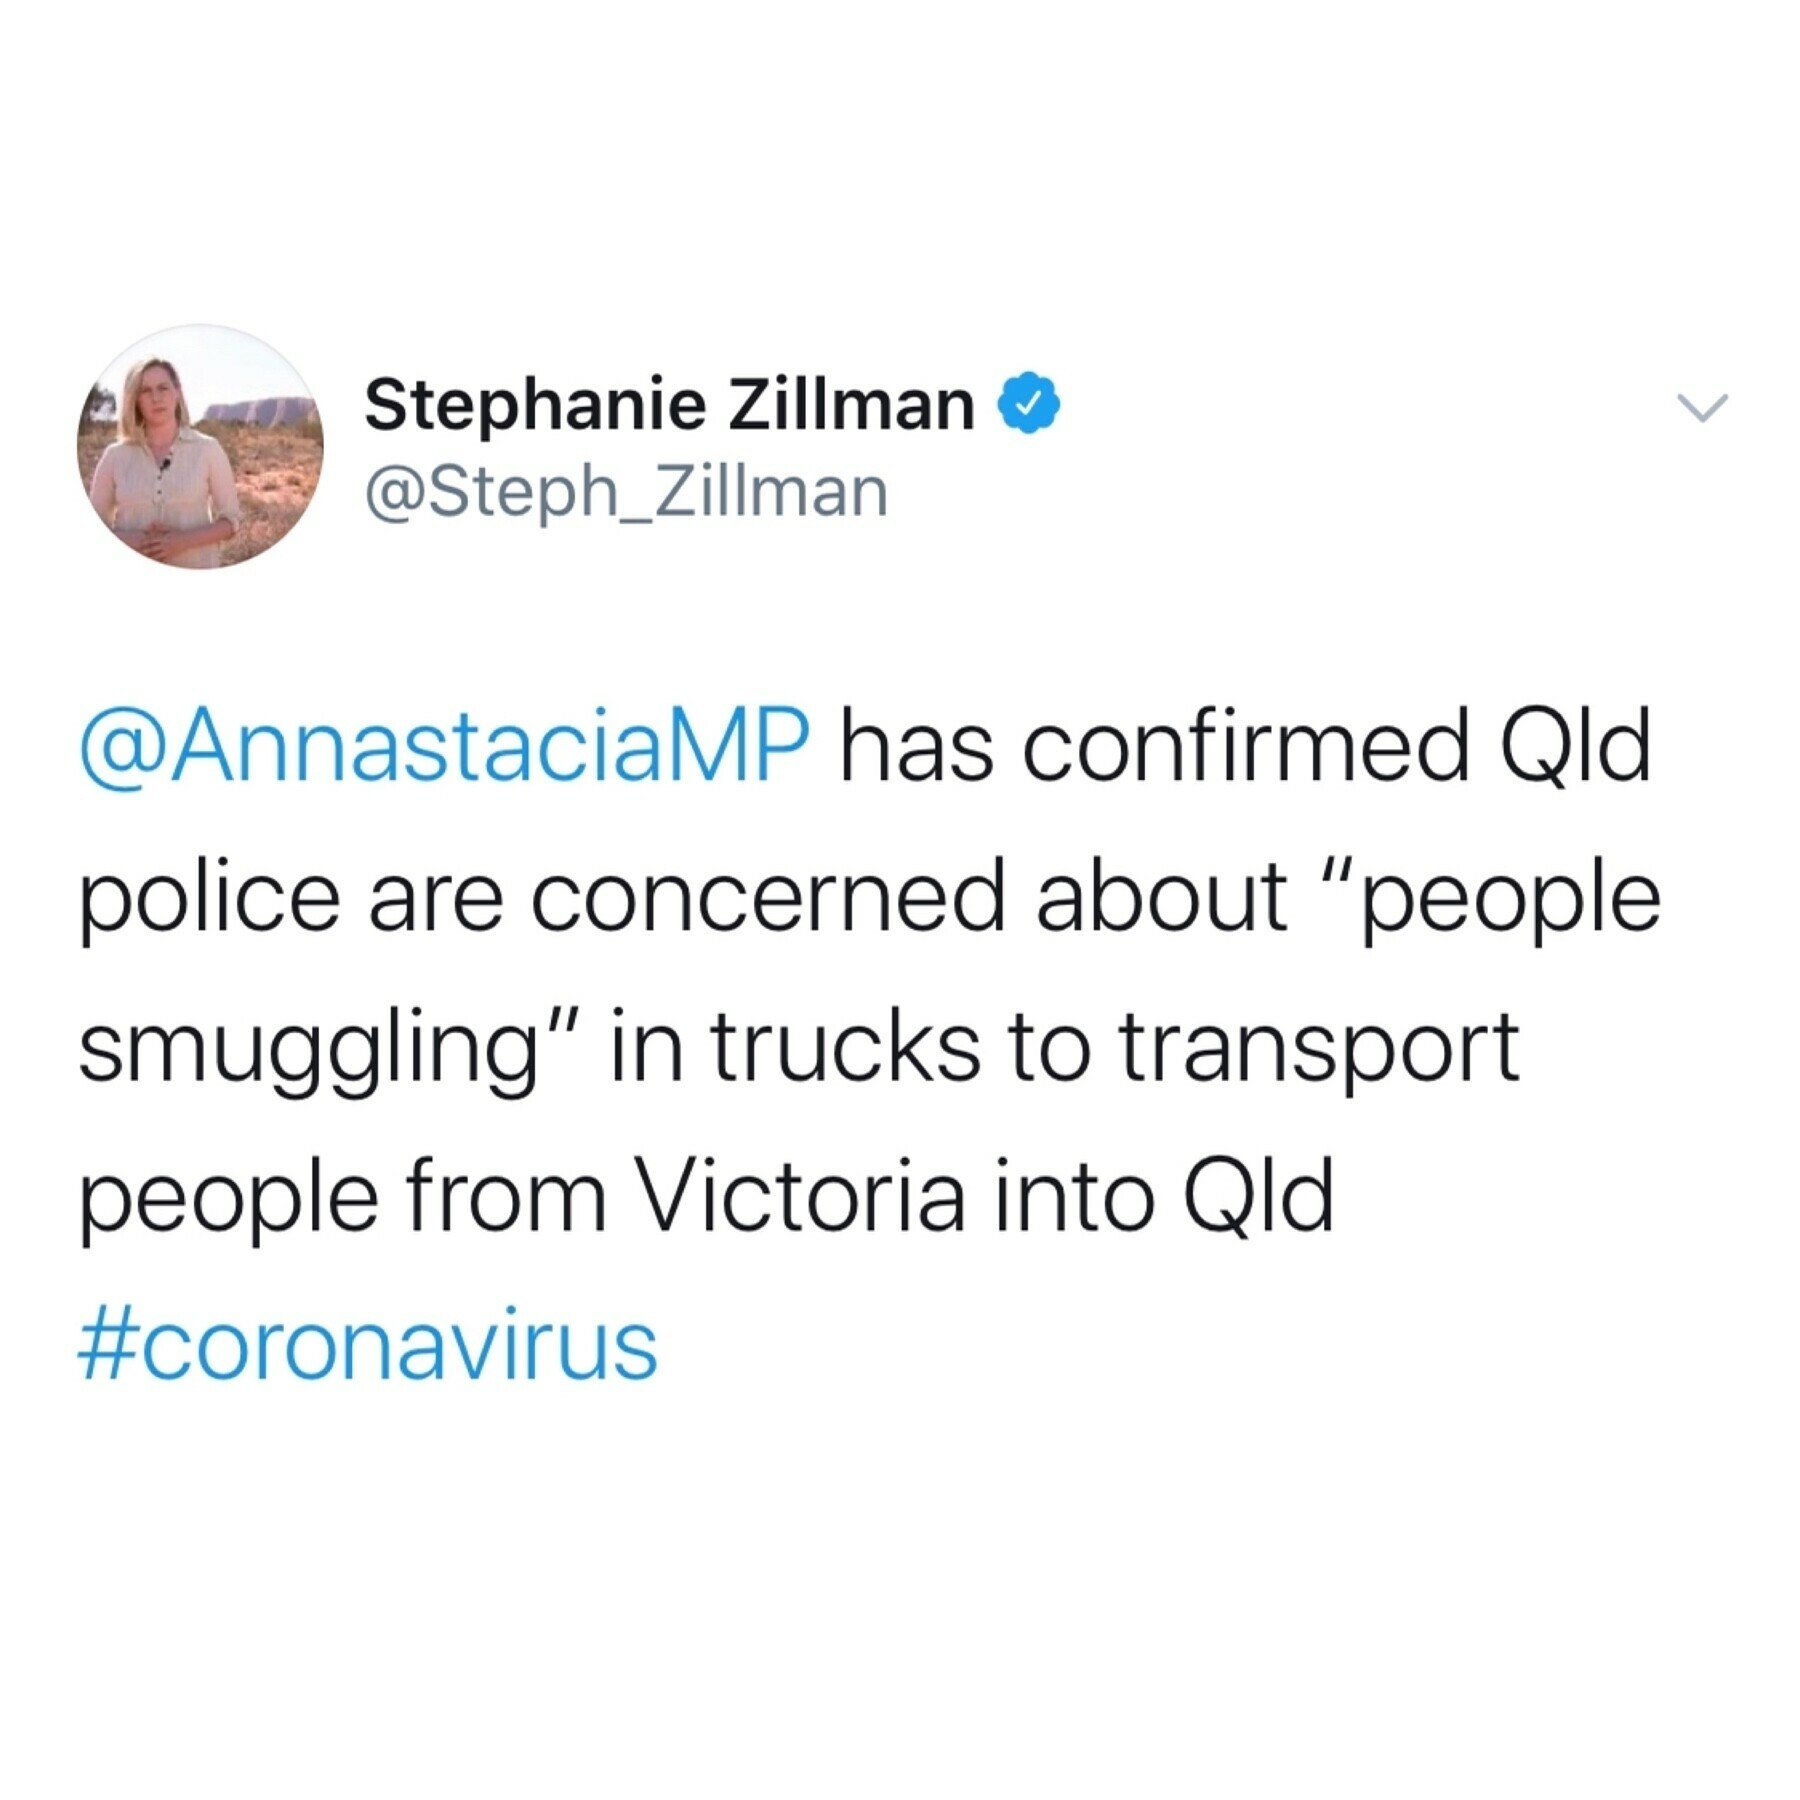 Stephanie Zillman
@Steph_Zillman
@AnnastaciaMP has confirmed Qld
police are concerned about “people
smuggling” in trucks to transport
people from Victoria into Qld
#coronavirus